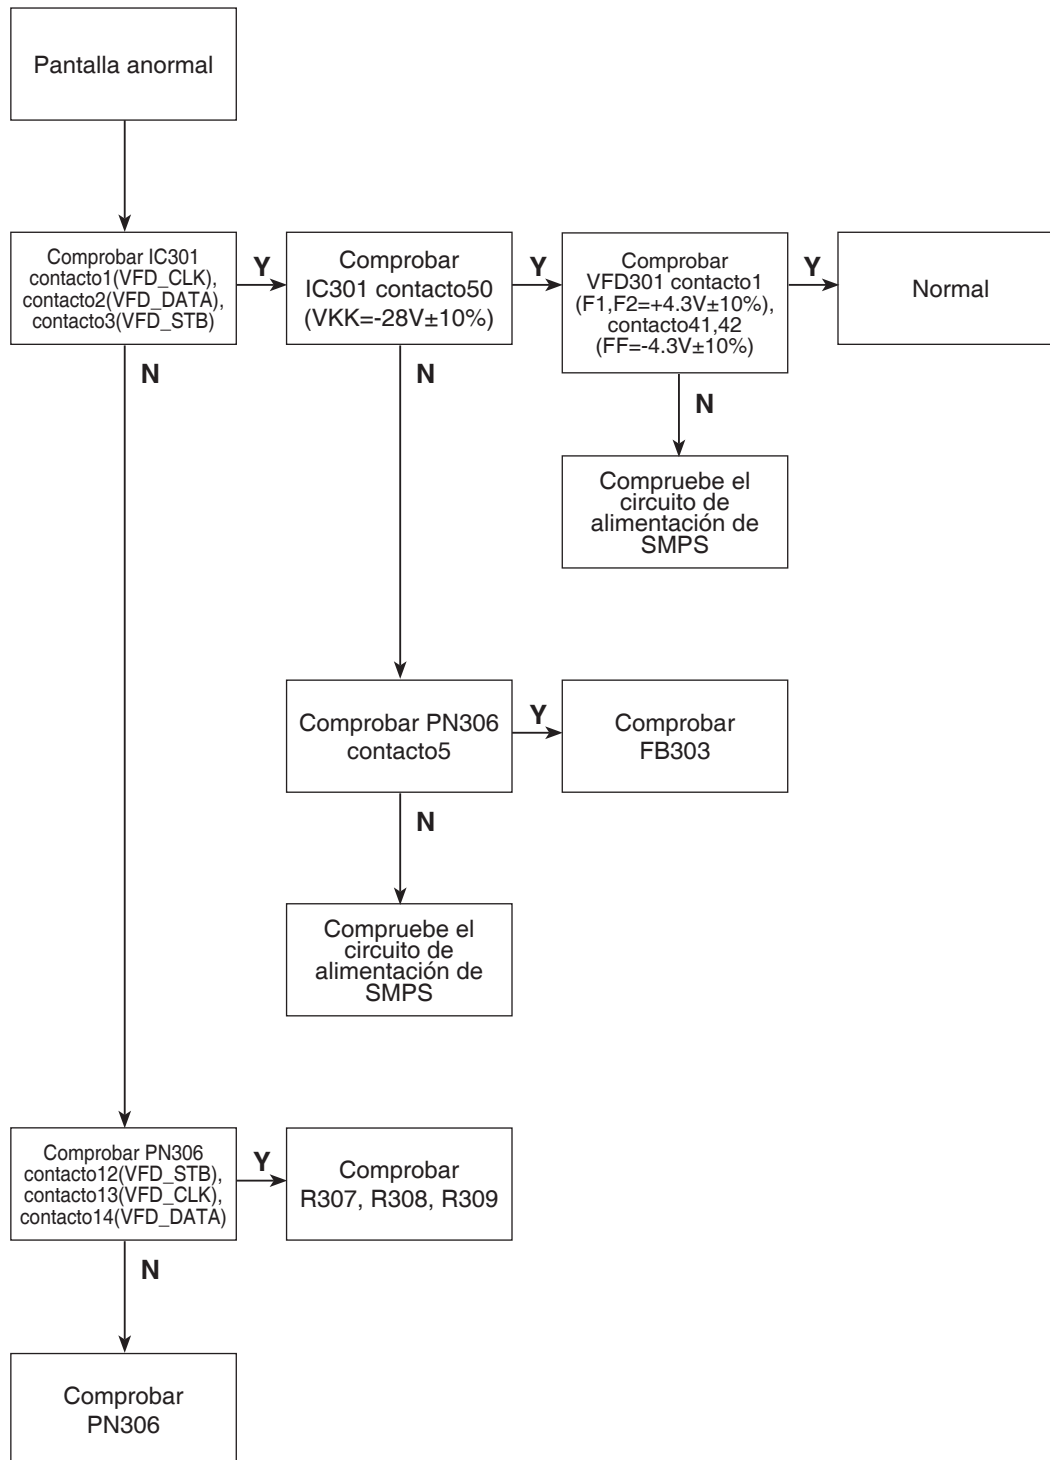 Pantalla anormal
Comprobar IC301
contacto1(VFD_CLK),
contacto2(VFD_DATA),
contacto3(VFD_STB)
Y
Comprobar
IC301 contacto50
(VKK=-28V±10%)
Y
Comprobar
VFD301 contacto1
(F1,F2=+4.3V±10%),
contacto41,42
(FF=-4.3V±10%)
Y
Normal
N
N
N
Compruebe el
circuito de
alimentación de
SMPS
Comprobar PN306
contacto5
Y
Comprobar
FB303
N
Compruebe el
circuito de
alimentación de
SMPS
Comprobar PN306
contacto12(VFD_STB),
contacto13(VFD_CLK),
contacto14(VFD_DATA)
Y
Comprobar
R307, R308, R309
N
Comprobar
PN306